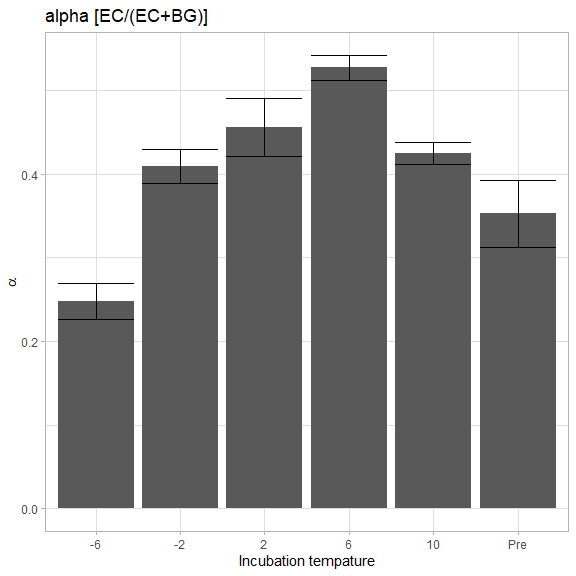 alpha [EC/(EC+BG)]
α
0.4
0.2
0.0
-6 -2 2 6 10 Pre
Incubation tempature